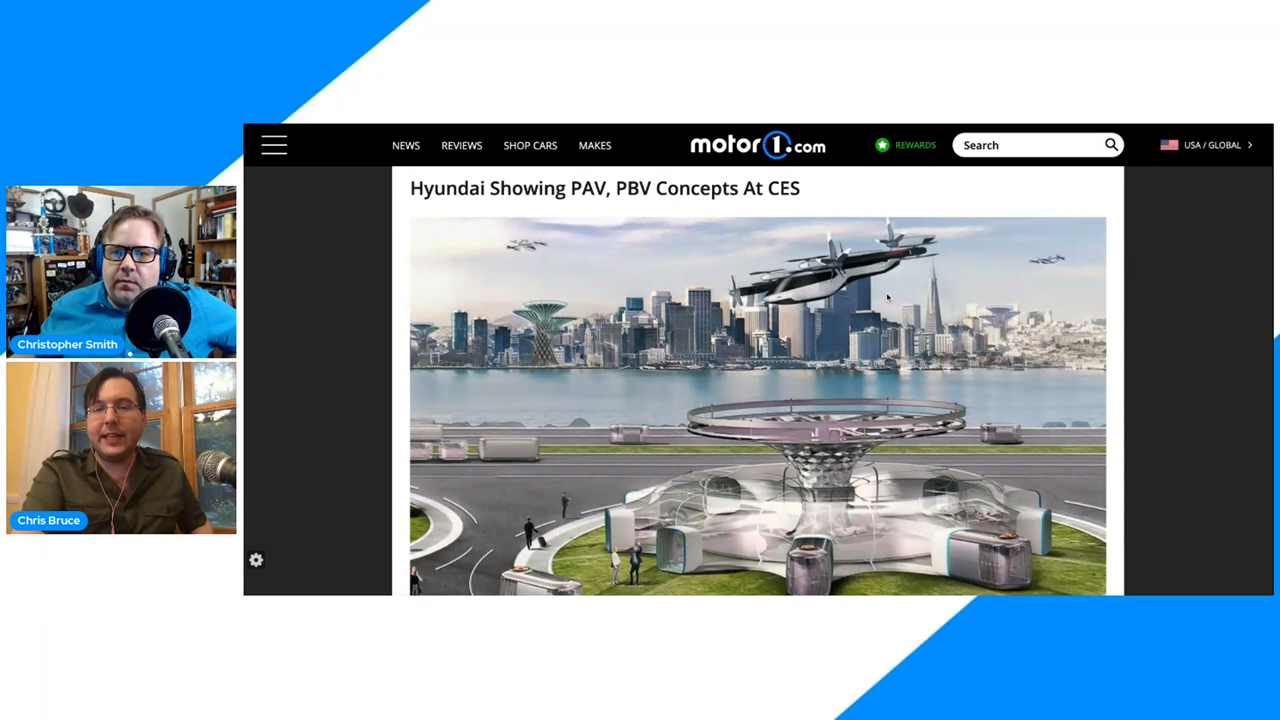 NEWS REVIEWS SHOP CARS MAKES motor1.com REWARDS Search USA / GLOBAL
Hyundai Showing PAV, PBV Concepts At CES
Christopher Smith
Chris Bruce